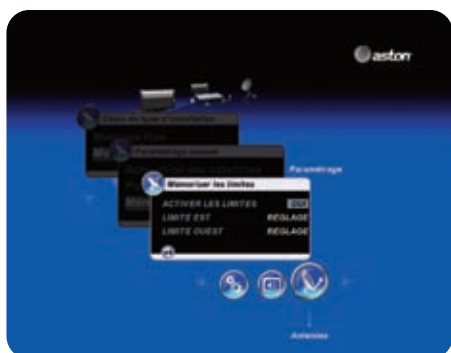 aston
Choix du type d'installation
Paramétrage manuel
Paramétrage
Mémoriser les limites
ACTIVER LES LIMITES OUI
LIMITE EST REGLAGE
LIMITE OUEST REGLAGE
Antennes